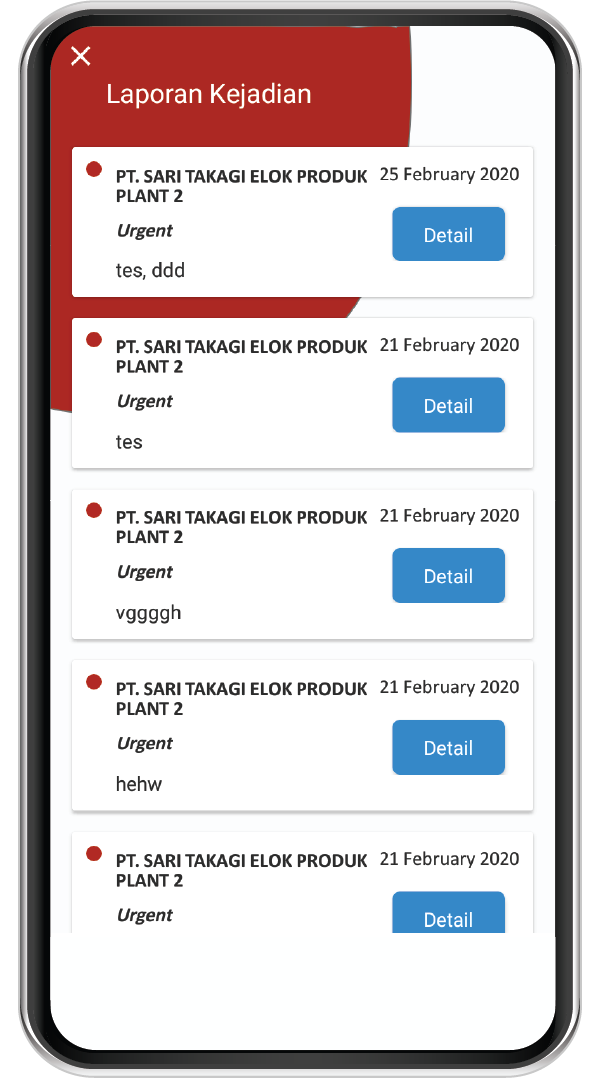 Laporan Kejadian
PT. SARI TAKAGI ELOK PRODUK 25 February 2020
PLANT 2
Urgent
Detail
tes, ddd
PT. SARI TAKAGI ELOK PRODUK 21 February 2020
PLANT 2
Urgent
Detail
tes
PT. SARI TAKAGI ELOK PRODUK 21 February 2020
PLANT 2
Urgent
Detail
vggggh
PT. SARI TAKAGI ELOK PRODUK 21 February 2020
PLANT 2
Urgent
Detail
hehw
PT. SARI TAKAGI ELOK PRODUK 21 February 2020
PLANT 2
Urgent
Detail